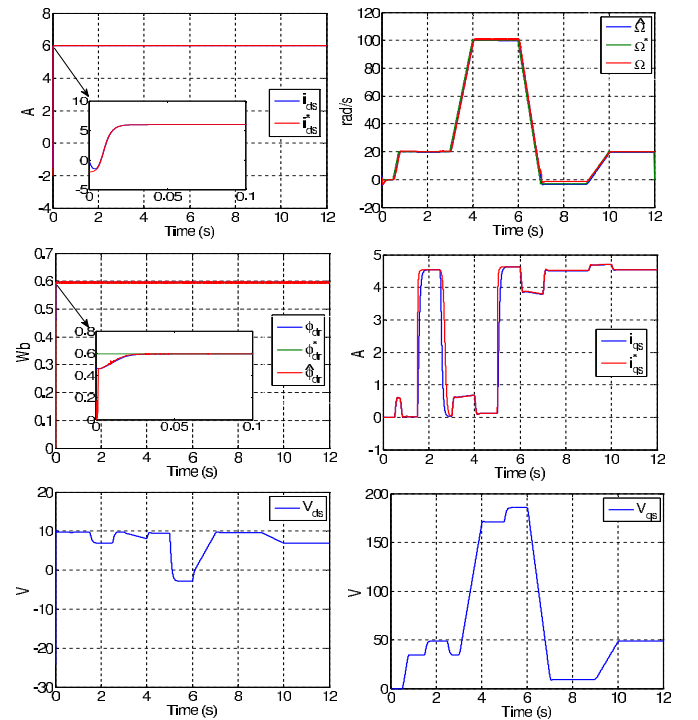 10
8
6
4
2
0
-2
-4
A
0 2 4 6 8 10 12
Time (s)
10
5
0
-5
0 0.05 0.1
i_ds
i*_ds
120
100
80
60
40
20
0
-20
rad/s
0 2 4 6 8 10 12
Time (s)
Ω̂
Ω*
Ω
0.7
0.6
0.5
0.4
0.3
0.2
0.1
0
Wb
0 2 4 6 8 10 12
Time (s)
0.8
0.6
0.4
0.2
0
0 0.05 0.1
ϕ_dr
ϕ*_dr
ϕ̂_dr
5
4
3
2
1
0
-1
A
0 2 4 6 8 10 12
Time (s)
i_qs
i*_qs
20
10
0
-10
-20
-30
V
0 2 4 6 8 10 12
Time (s)
V_ds
200
150
100
50
0
V
0 2 4 6 8 10 12
Time (s)
V_qs